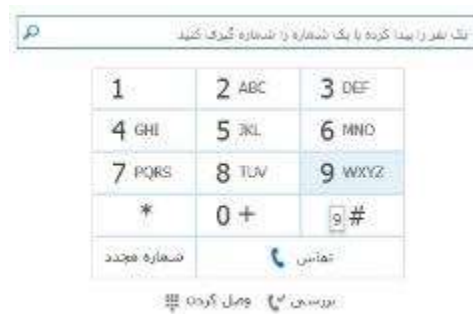 یک نفر را پیدا کرده یا یک شماره را شماره گیری کنید
1 2 ABC 3 DEF
4 GHI 5 JKL 6 MNO
7 PQRS 8 TUV 9 WXYZ
* 0 + #
9
تماس شماره مجدد
بررسی وصل کردن